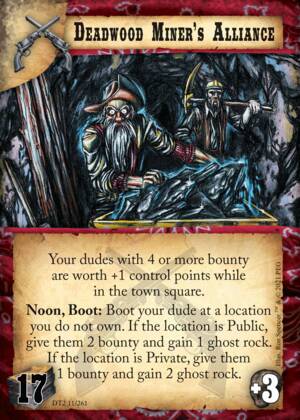 Deadwood Miner's Alliance
Your dudes with 4 or more bounty
are worth +1 control points while
in the town square.
Noon, Boot: Boot your dude at a location
you do not own. If the location is Public,
give them 2 bounty and gain 1 ghost rock.
If the location is Private, give them
1 bounty and gain 2 ghost rock.
17
DT2 11/261
+3